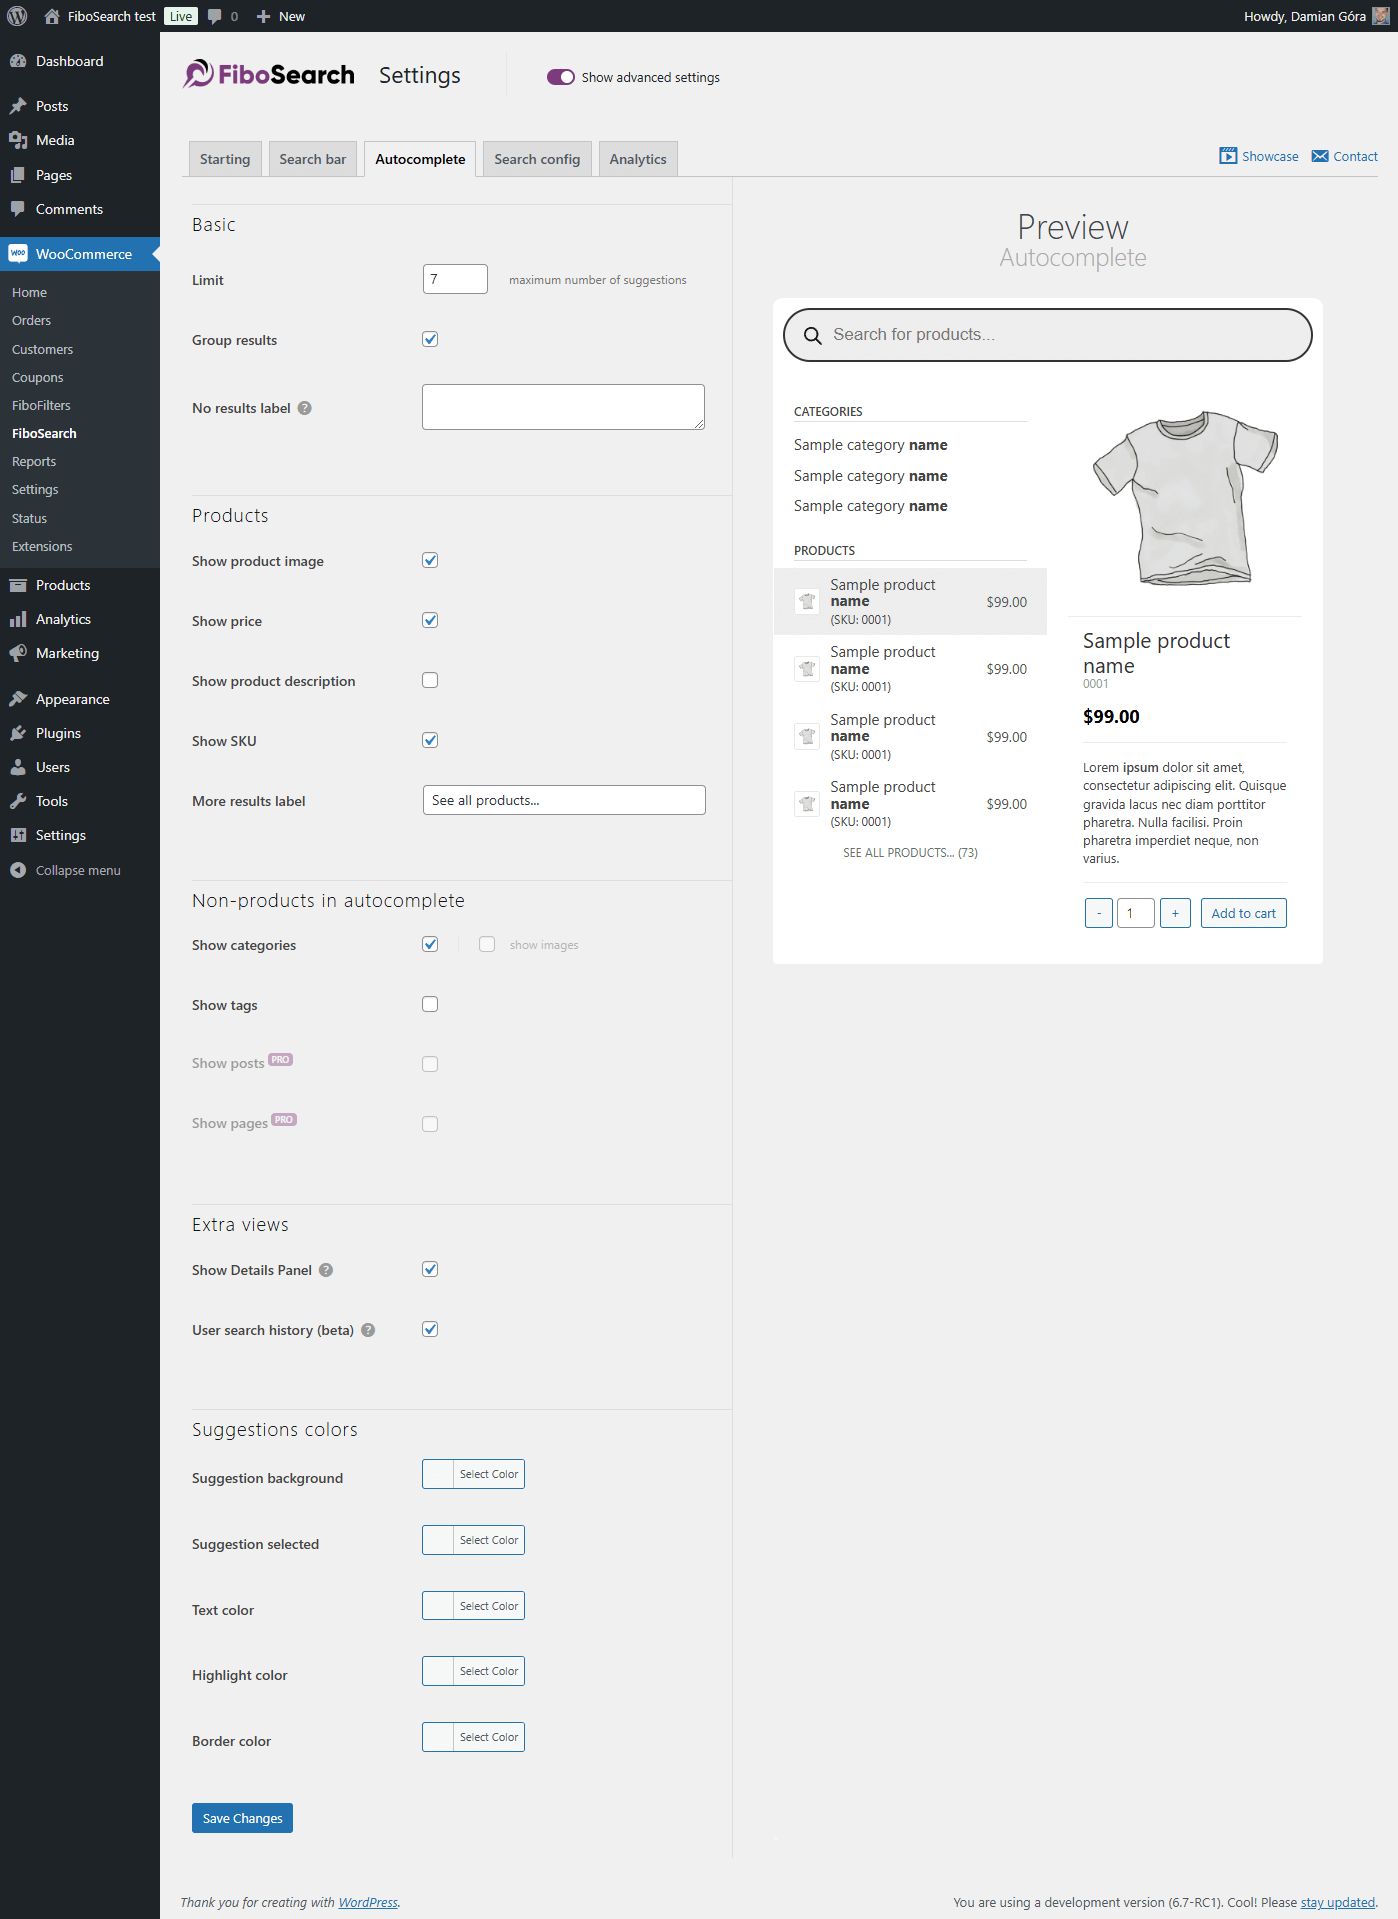 FiboSearch test Live 0 New
Howdy, Damian Góra
Dashboard
Posts
Media
Pages
Comments
WooCommerce
Home
Orders
Customers
Coupons
FiboFilters
FiboSearch
Reports
Settings
Status
Extensions
Products
Analytics
Marketing
Appearance
Plugins
Users
Tools
Settings
Collapse menu
FiboSearch Settings
Show advanced settings
Starting
Search bar
Autocomplete
Search config
Analytics
Showcase
Contact
Basic
Limit 7 maximum number of suggestions
Group results
No results label ?
Products
Show product image
Show price
Show product description
Show SKU
More results label See all products...
Non-products in autocomplete
Show categories show images
Show tags
Show posts PRO
Show pages PRO
Extra views
Show Details Panel ?
User search history (beta) ?
Suggestions colors
Suggestion background Select Color
Suggestion selected Select Color
Text color Select Color
Highlight color Select Color
Border color Select Color
Save Changes
Preview
Autocomplete
Search for products...
CATEGORIES
Sample category name
Sample category name
Sample category name
PRODUCTS
Sample product
name
(SKU: 0001)
$99.00
Sample product
name
(SKU: 0001)
$99.00
Sample product
name
(SKU: 0001)
$99.00
Sample product
name
(SKU: 0001)
$99.00
SEE ALL PRODUCTS... (73)
Sample product
name
0001
$99.00
Lorem ipsum dolor sit amet,
consectetur adipiscing elit. Quisque
gravida lacus nec diam porttitor
pharetra. Nulla facilisi. Proin
pharetra imperdiet neque, non
varius.
- 1 + Add to cart
Thank you for creating with WordPress.
You are using a development version (6.7-RC1). Cool! Please stay updated.